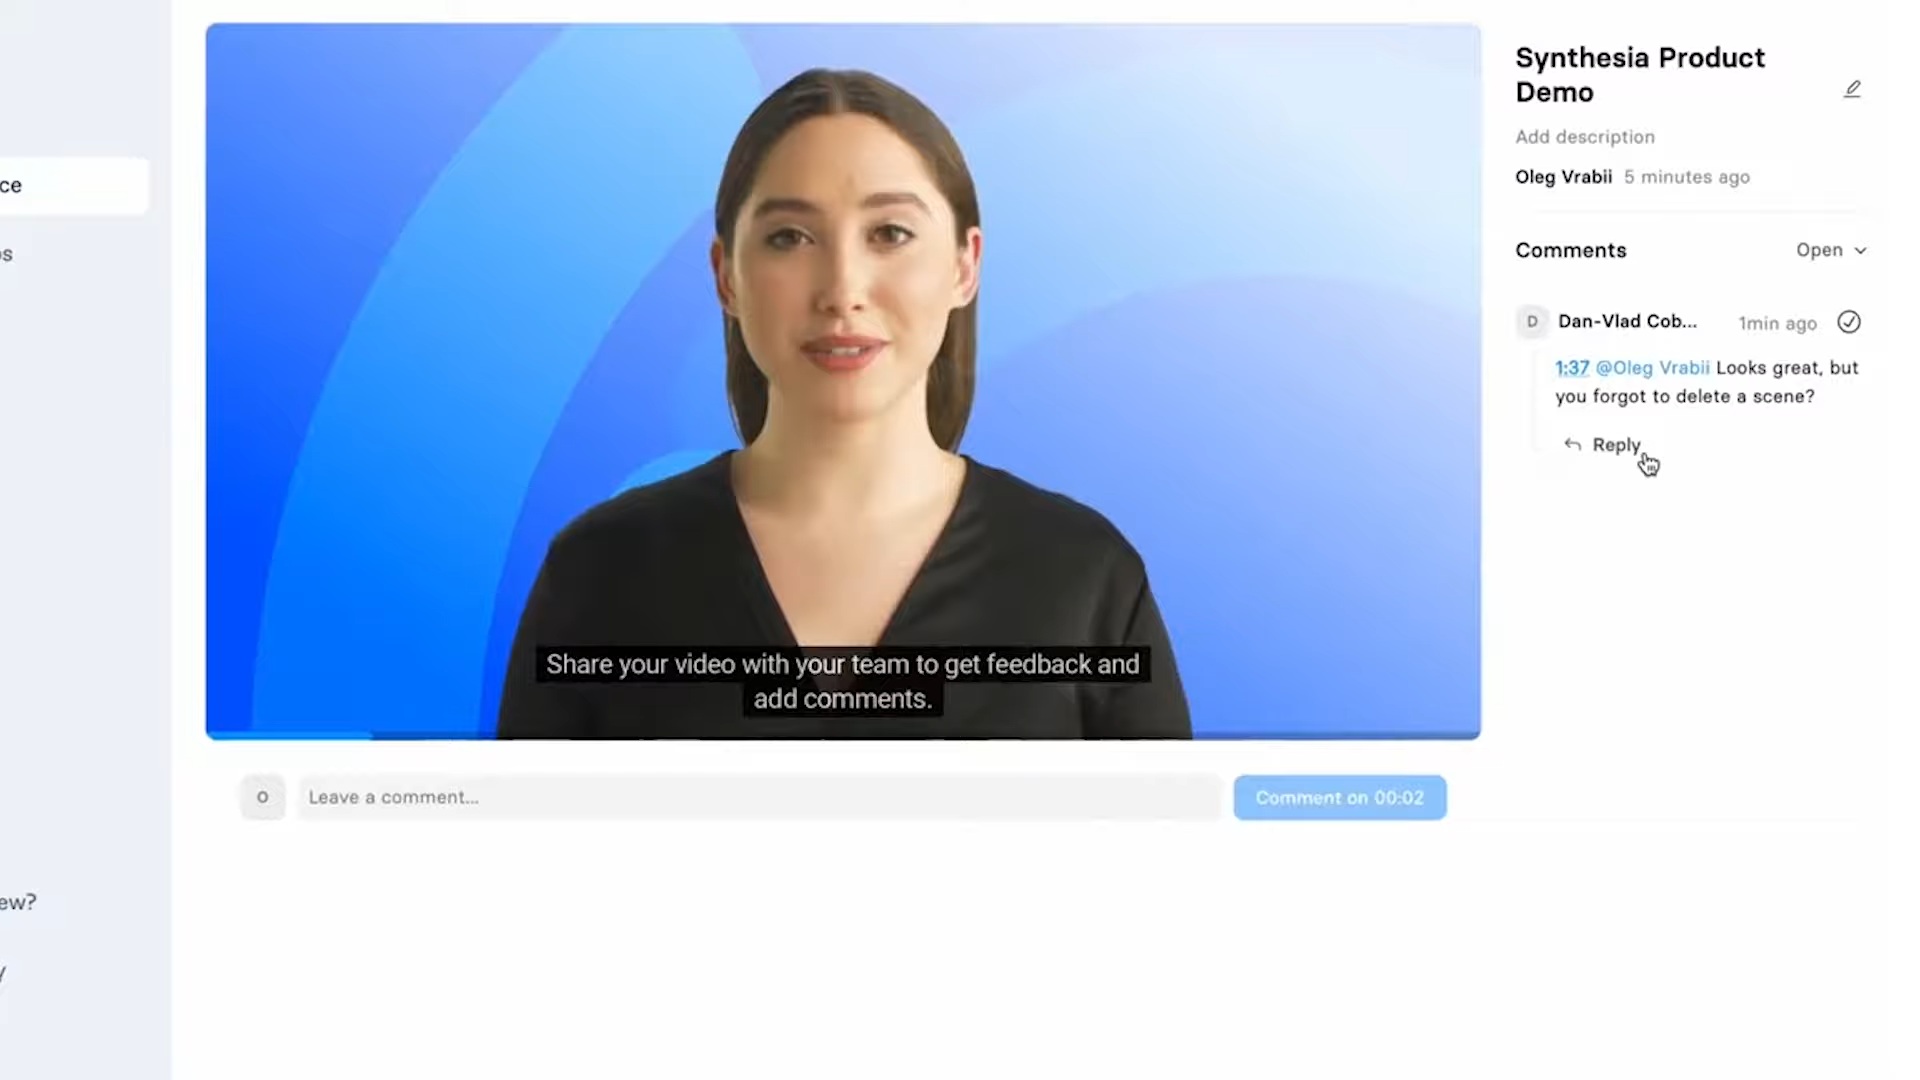 ce
os
ew?
y
Share your video with your team to get feedback and
add comments.
O
Leave a comment...
Comment on 00:02
Synthesia Product
Demo
Add description
Oleg Vrabii 5 minutes ago
Comments Open
D Dan-Vlad Cob... 1min ago
1:37 @Oleg Vrabii Looks great, but
you forgot to delete a scene?
Reply